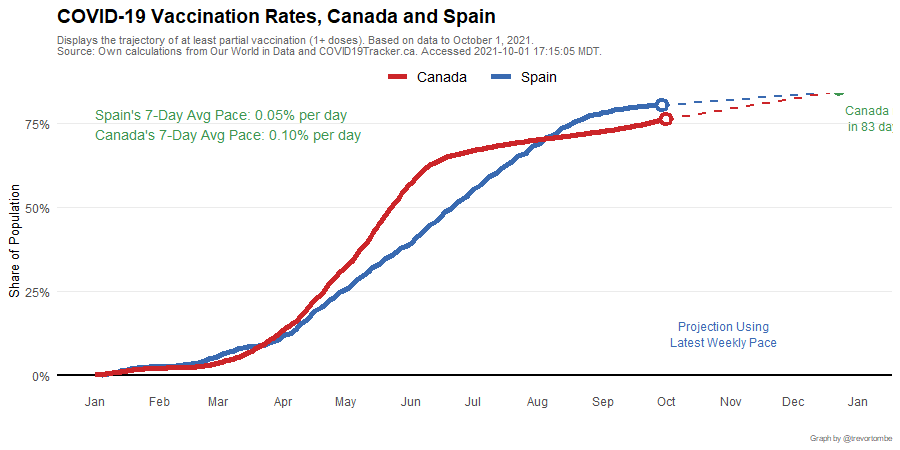 COVID-19 Vaccination Rates, Canada and Spain
Displays the trajectory of at least partial vaccination (1+ doses). Based on data to October 1, 2021.
Source: Own calculations from Our World in Data and COVID19Tracker.ca. Accessed 2021-10-01 17:15:05 MDT.
Canada Spain
Spain's 7-Day Avg Pace: 0.05% per day
Canada's 7-Day Avg Pace: 0.10% per day
Canada
in 83
75%
50%
25%
0%
Share of Population
Projection Using
Latest Weekly Pace
Jan Feb Mar Apr May Jun Jul Aug Sep Oct Nov Dec Jan
Graph by @trevortombe